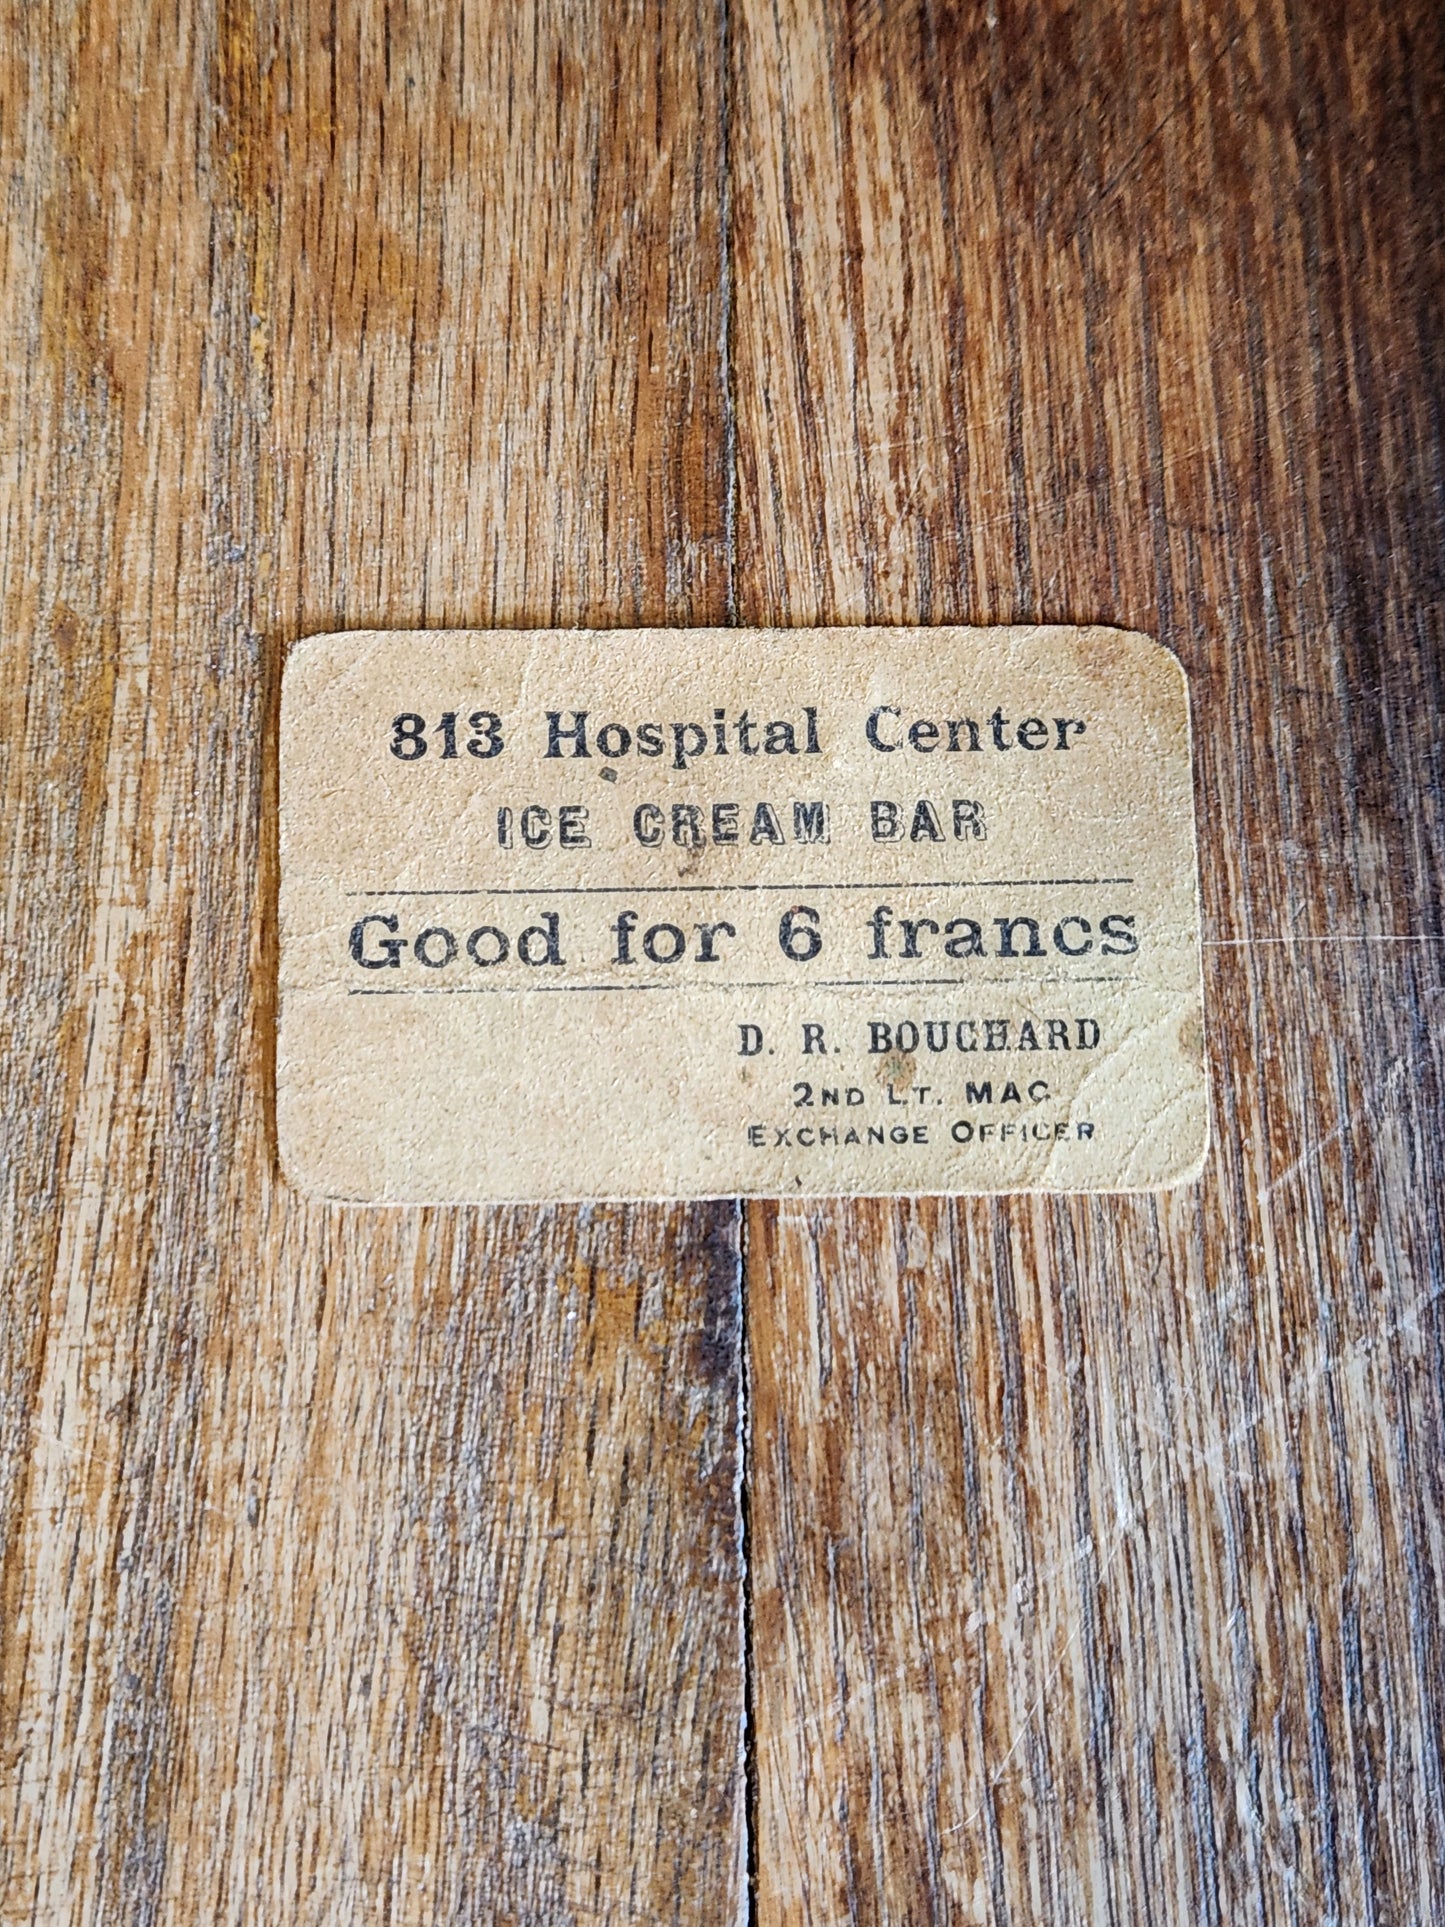 813 Hospital Center
ICE CREAM BAR
Good for 6 francs
D. R. BOUCHARD
2ND LT. MAC
EXCHANGE OFFICER